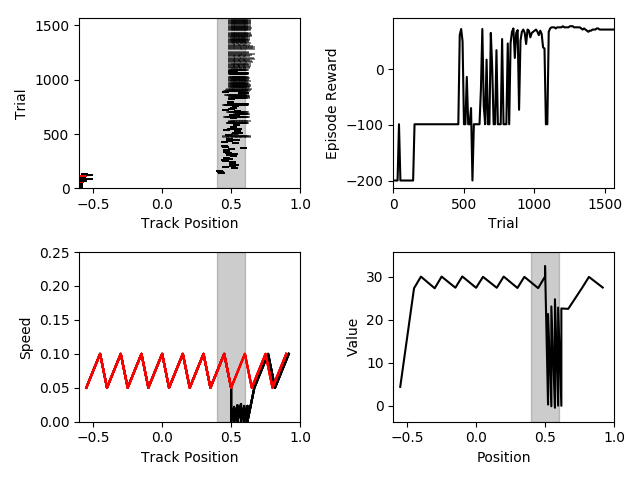 1500
1000
500
0
Trial
−0.5 0.0 0.5 1.0
Track Position
0
−100
−200
Episode Reward
0 500 1000 1500
Trial
0.25
0.20
0.15
0.10
0.05
0.00
Speed
−0.5 0.0 0.5 1.0
Track Position
30
20
10
0
Value
−0.5 0.0 0.5 1.0
Position